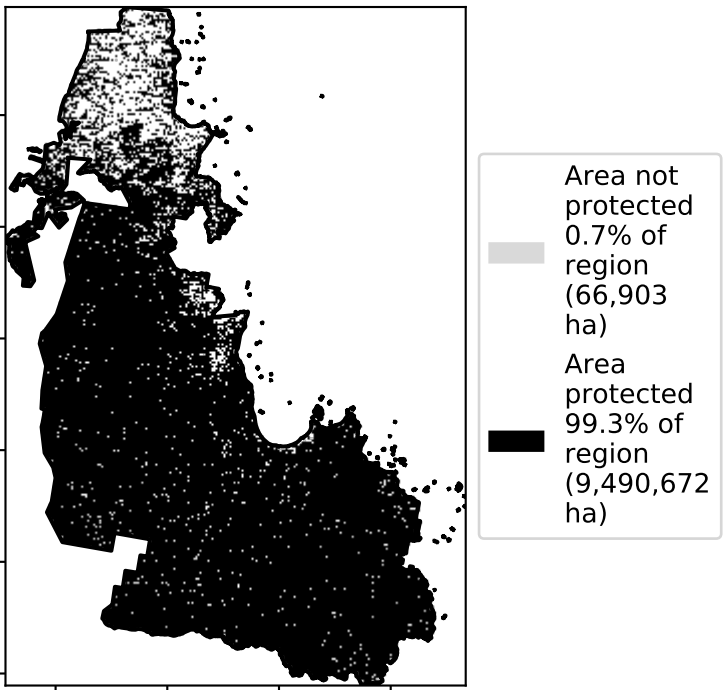 Area not
protected
0.7% of
region
(66,903
ha)
Area
protected
99.3% of
region
(9,490,672
ha)